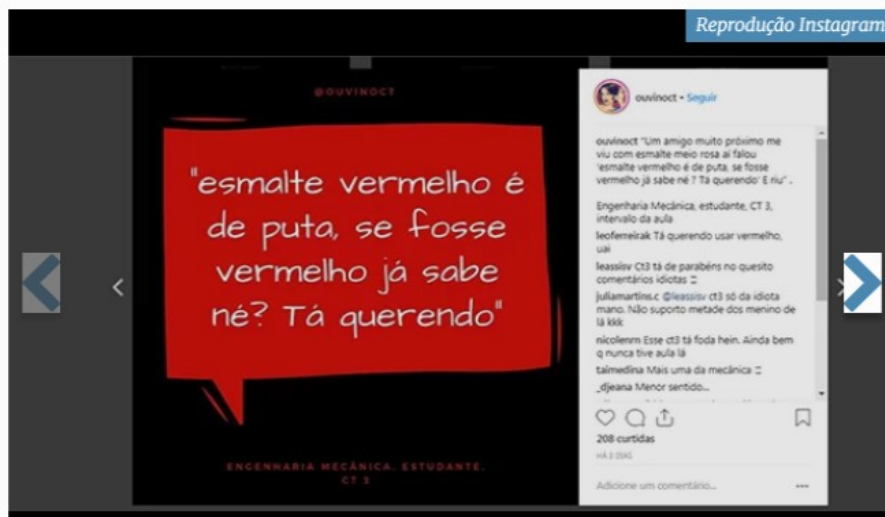 Reprodução Instagram
@OUVINOCT
"esmalte vermelho é
de puta, se fosse
vermelho já sabe
né? Tá querendo"
ENGENHARIA MECÂNICA, ESTUDANTE,
CT 3
ouvinoct • Seguir
ouvinoct "Um amigo muito próximo me
viu com esmalte meio rosa aí falou
'esmalte vermelho é de puta, se fosse
vermelho já sabe né ? Tá querendo' E riu" .
Engenharia Mecânica, estudante, CT 3,
intervalo da aula
leoferreirak Tá querendo usar vermelho,
uai
leassisv Ct3 tá de parabéns no quesito
comentários idiotas
juliamartins.c @leassisv ct3 só da idiota
mano. Não suporto metade dos menino de
lá kkk
nicolenrn Esse ct3 tá foda hein. Ainda bem
q nunca tive aula lá
taimedina Mais uma da mecânica
_djeana Menor sentido...
208 curtidas
HÁ 3 DIAS
Adicione um comentário...